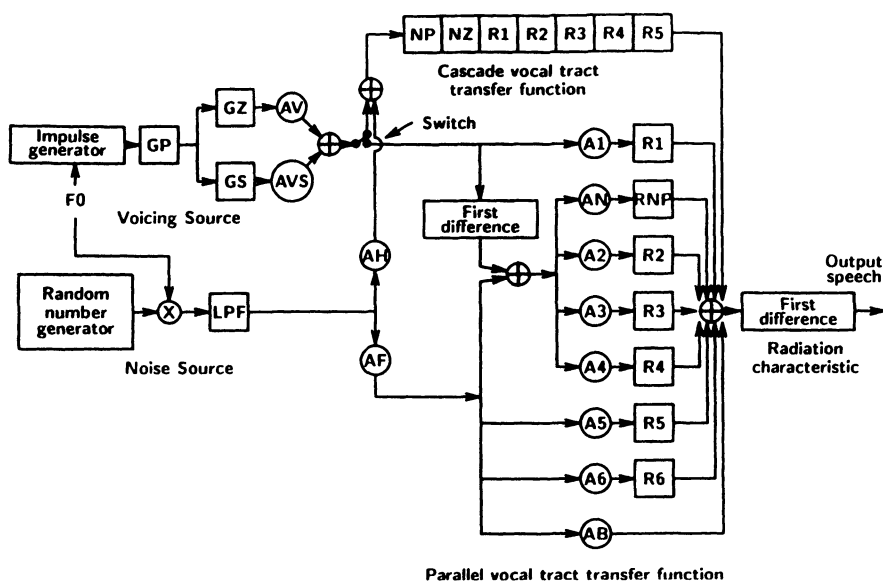 NP NZ R1 R2 R3 R4 R5
Cascade vocal tract
transfer function
GZ AV
Switch
Impulse
generator
GP
A1 R1
GS AVS
F0
Voicing Source
First
difference
AN RNP
AH
A2 R2
Output
speech
Random
number
generator
X LPF
A3 R3
First
difference
Noise Source
AF
A4 R4
Radiation
characteristic
A5 R5
A6 R6
AB
Parallel vocal tract transfer function